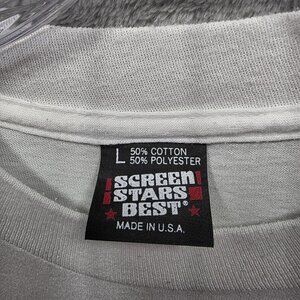 L 50% COTTON
50% POLYESTER
SCREEN
STARS
BEST®
MADE IN U.S.A.